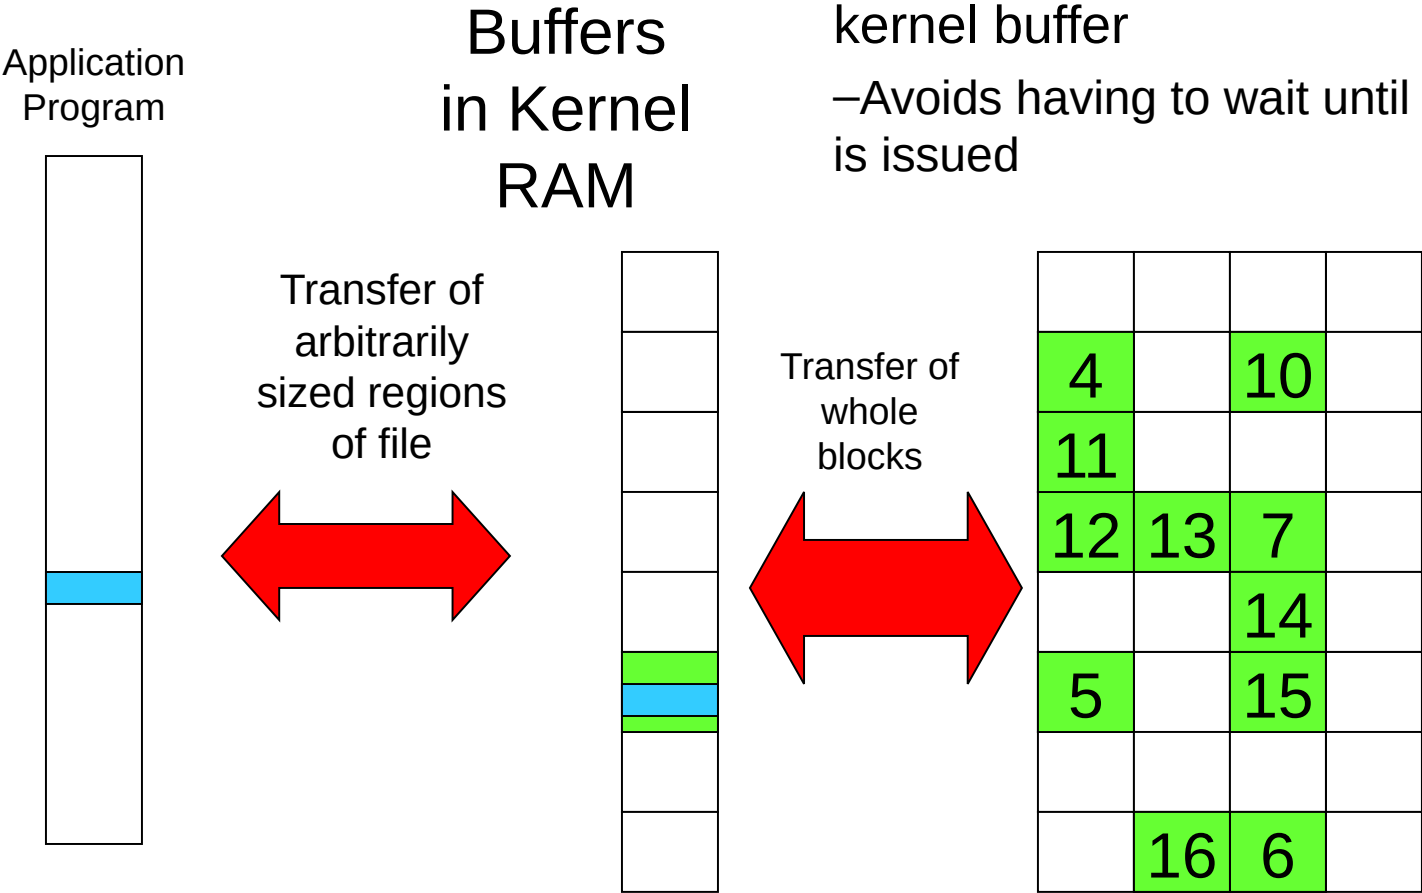 Application
Program
Buffers
in Kernel
RAM
kernel buffer
–Avoids having to wait until
is issued
Transfer of
arbitrarily
sized regions
of file
Transfer of
whole
blocks
4 10
11
12 13 7
14
5 15
16 6